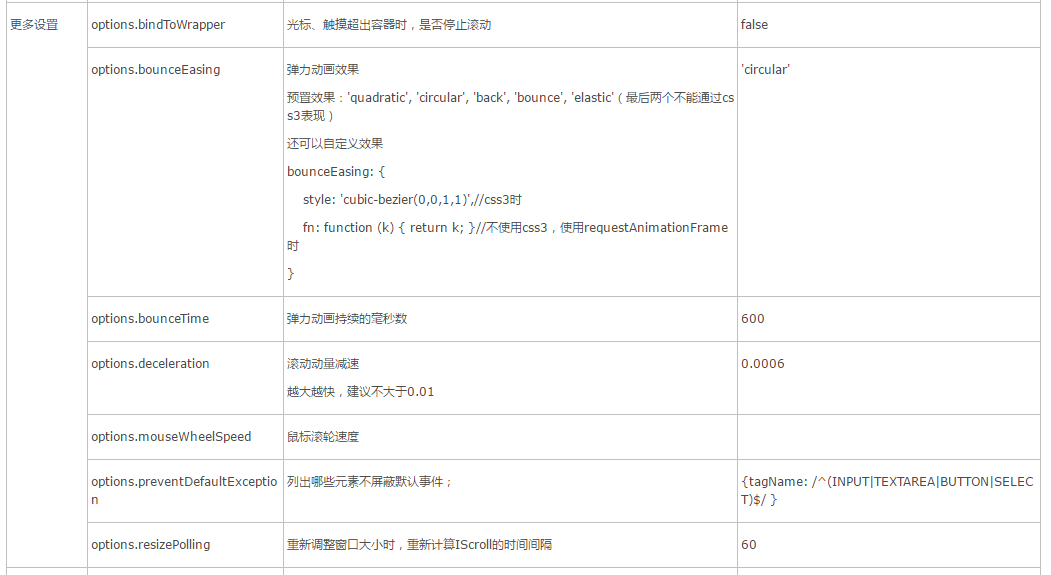 更多设置
options.bindToWrapper
光标、触摸超出容器时，是否停止滚动
false
options.bounceEasing
弹力动画效果
预置效果：'quadratic', 'circular', 'back', 'bounce', 'elastic'（最后两个不能通过cs
s3表现）
还可以自定义效果
bounceEasing: {
style: 'cubic-bezier(0,0,1,1)',//css3时
fn: function (k) { return k; }//不使用css3，使用requestAnimationFrame
时
}
'circular'
options.bounceTime
弹力动画持续的毫秒数
600
options.deceleration
滚动动量减速
越大越快，建议不大于0.01
0.0006
options.mouseWheelSpeed
鼠标滚轮速度
options.preventDefaultExceptio
n
列出哪些元素不屏蔽默认事件；
{tagName: /^(INPUT|TEXTAREA|BUTTON|SELEC
T)$/ }
options.resizePolling
重新调整窗口大小时，重新计算IScroll的时间间隔
60